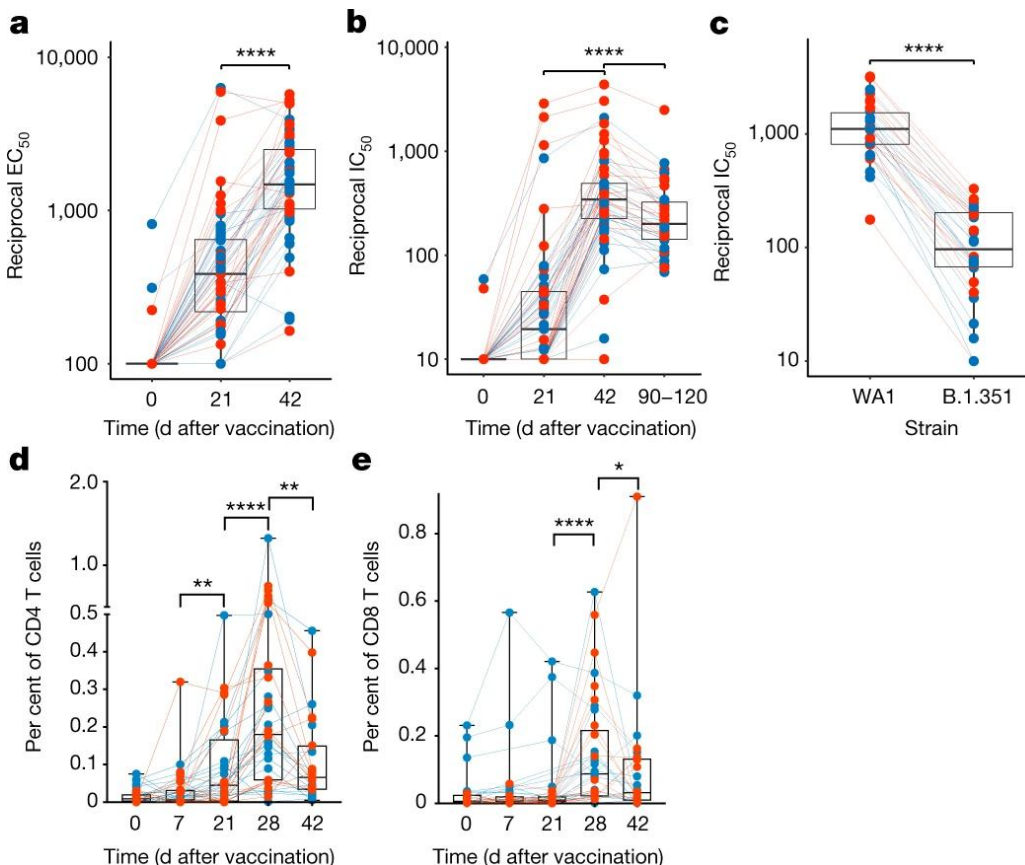 a
****
10,000
1,000
100
Reciprocal EC50
0 21 42
Time (d after vaccination)
b
****
10,000
1,000
100
10
Reciprocal IC50
0 21 42 90–120
Time (d after vaccination)
c
****
1,000
100
10
Reciprocal IC50
WA1 B.1.351
Strain
d
**
****
**
2.0
1.0
0.5
0.4
0.3
0.2
0.1
0
Per cent of CD4 T cells
0 7 21 28 42
Time (d after vaccination)
e
*
****
0.8
0.6
0.4
0.2
0
Per cent of CD8 T cells
0 7 21 28 42
Time (d after vaccination)